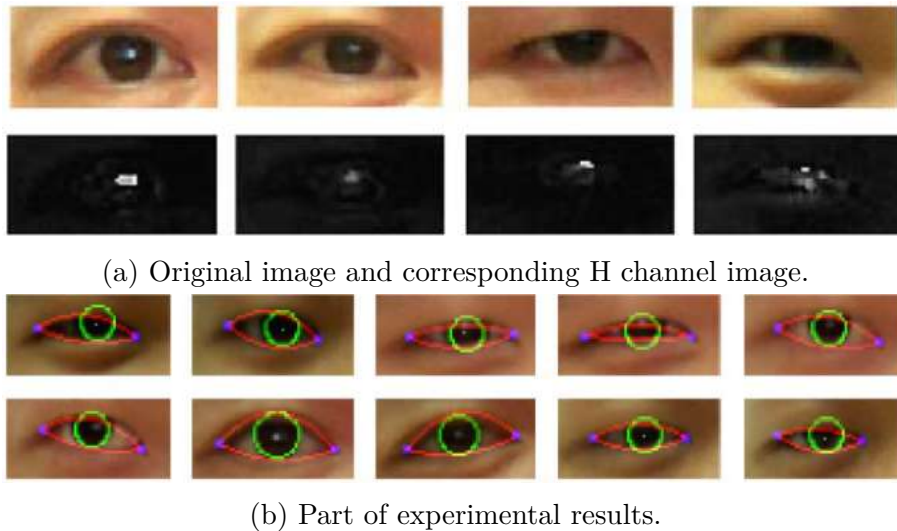 (a) Original image and corresponding H channel image.
(b) Part of experimental results.